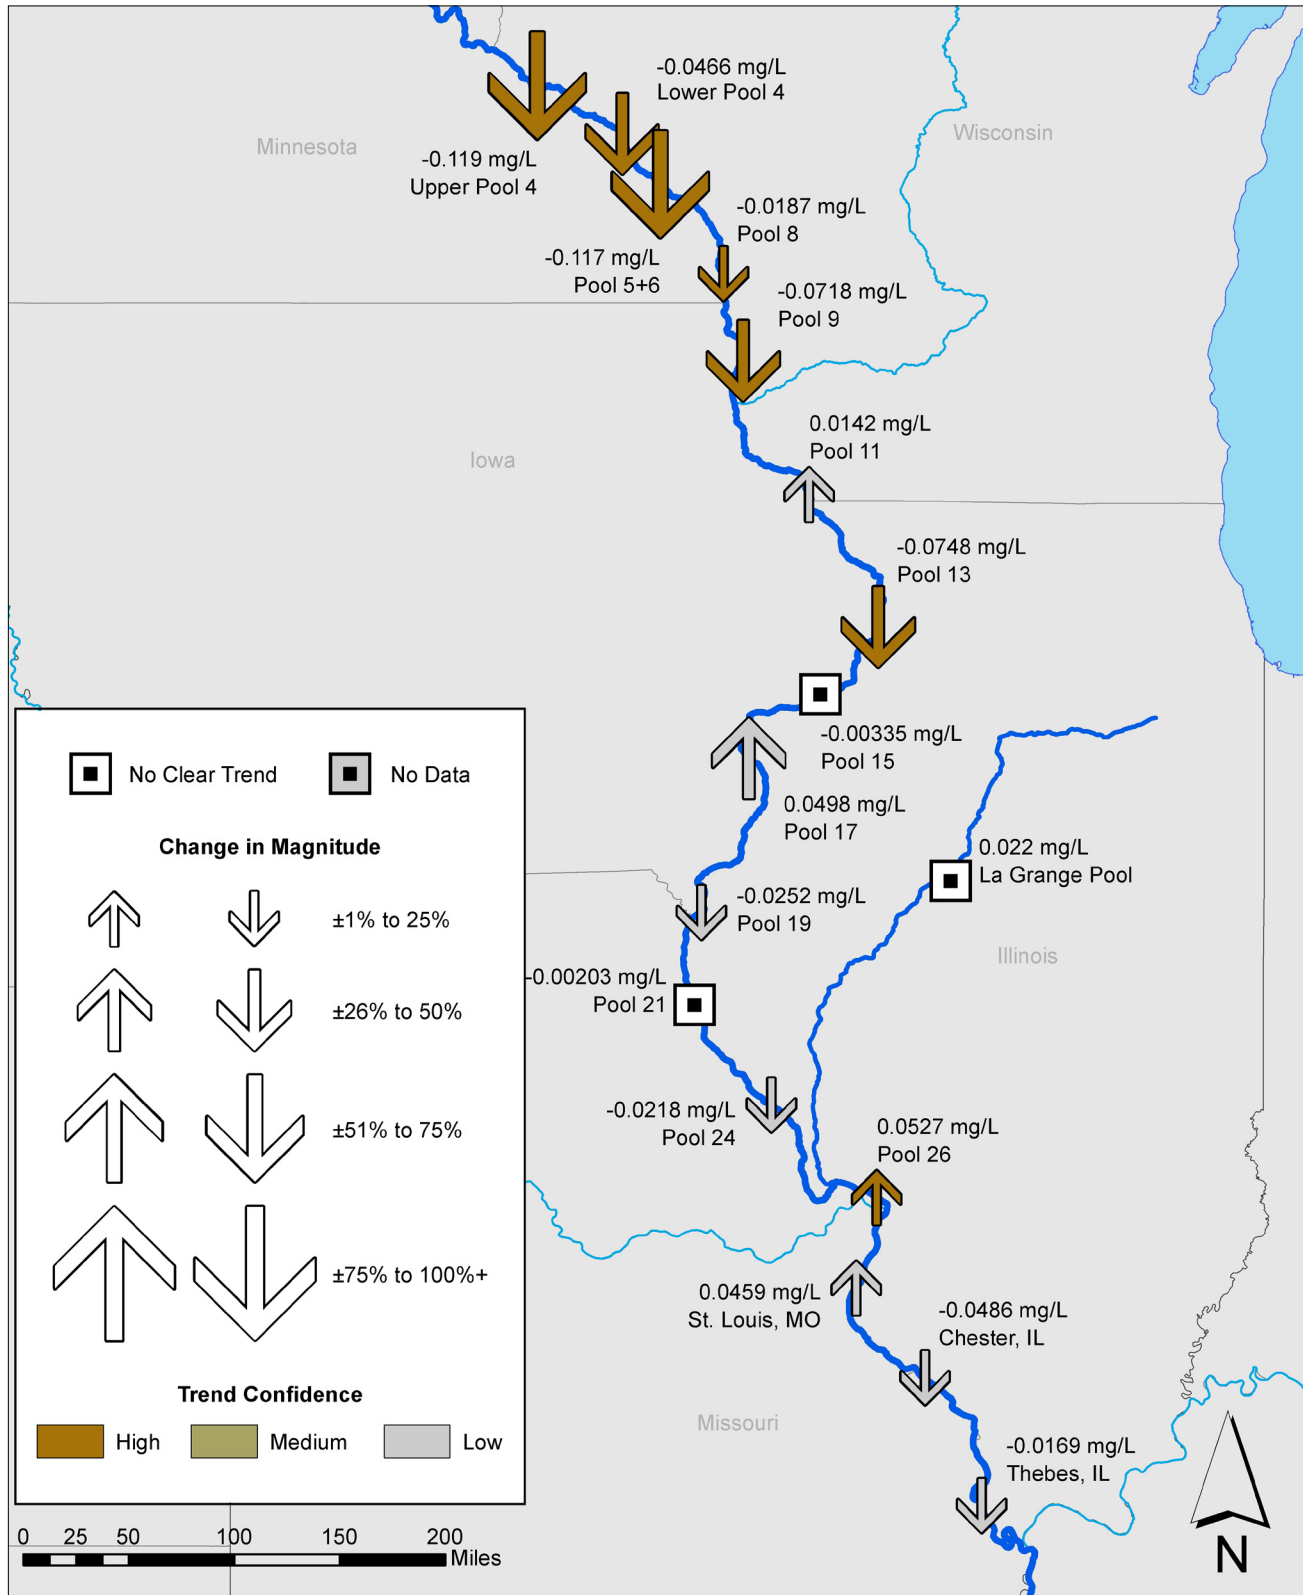 -0.0466 mg/L
Lower Pool 4
Minnesota
Wisconsin
-0.119 mg/L
Upper Pool 4
-0.0187 mg/L
Pool 8
-0.117 mg/L
Pool 5+6
-0.0718 mg/L
Pool 9
0.0142 mg/L
Pool 11
Iowa
-0.0748 mg/L
Pool 13
-0.00335 mg/L
Pool 15
0.0498 mg/L
Pool 17
0.022 mg/L
La Grange Pool
-0.0252 mg/L
Pool 19
Illinois
-0.00203 mg/L
Pool 21
-0.0218 mg/L
Pool 24
0.0527 mg/L
Pool 26
0.0459 mg/L
St. Louis, MO
-0.0486 mg/L
Chester, IL
Missouri
-0.0169 mg/L
Thebes, IL
No Clear Trend
No Data
Change in Magnitude
±1% to 25%
±26% to 50%
±51% to 75%
±75% to 100%+
Trend Confidence
High
Medium
Low
0 25 50 100 150 200
Miles
N